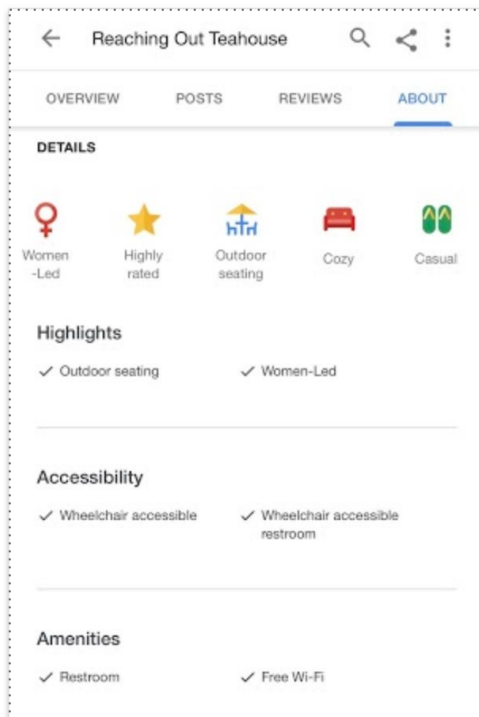 Reaching Out Teahouse
OVERVIEW POSTS REVIEWS ABOUT
DETAILS
Women
-Led
Highly
rated
Outdoor
seating
Cozy
Casual
Highlights
Outdoor seating
Women-Led
Accessibility
Wheelchair accessible
Wheelchair accessible
restroom
Amenities
Restroom
Free Wi-Fi